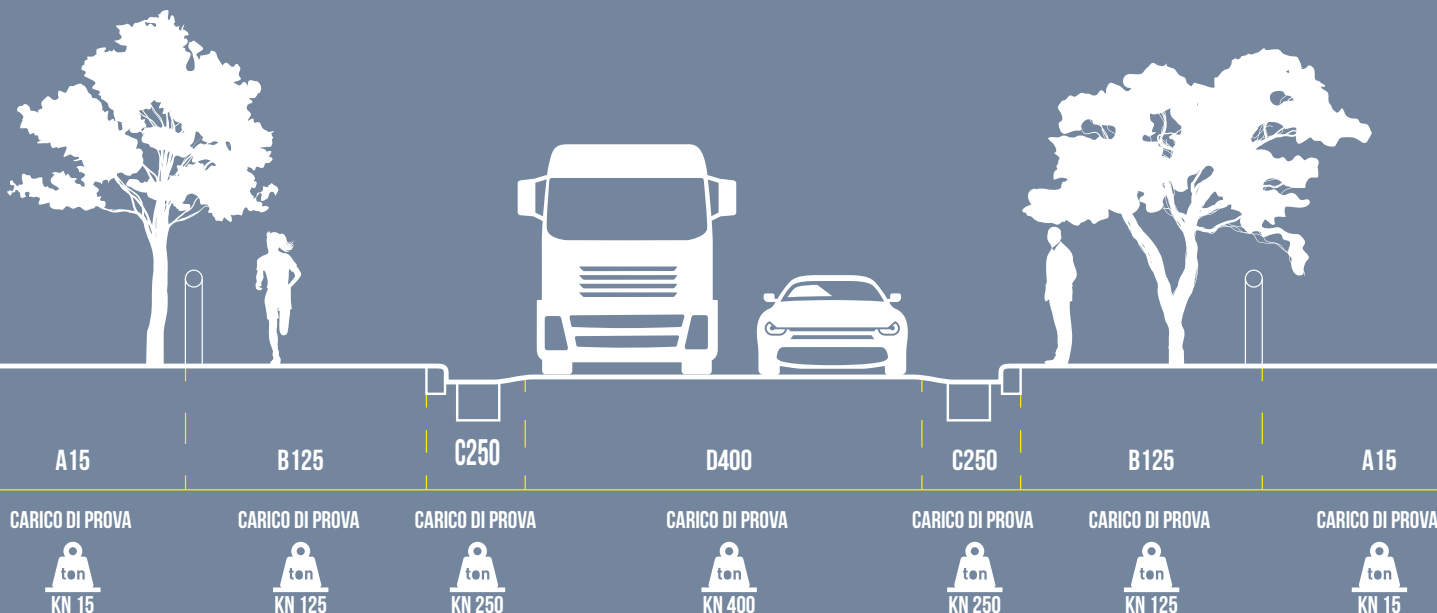 A15
B125
C250
D400
C250
B125
A15
CARICO DI PROVA
CARICO DI PROVA
CARICO DI PROVA
CARICO DI PROVA
CARICO DI PROVA
CARICO DI PROVA
CARICO DI PROVA
ton
ton
ton
ton
ton
ton
ton
KN 15
KN 125
KN 250
KN 400
KN 250
KN 125
KN 15